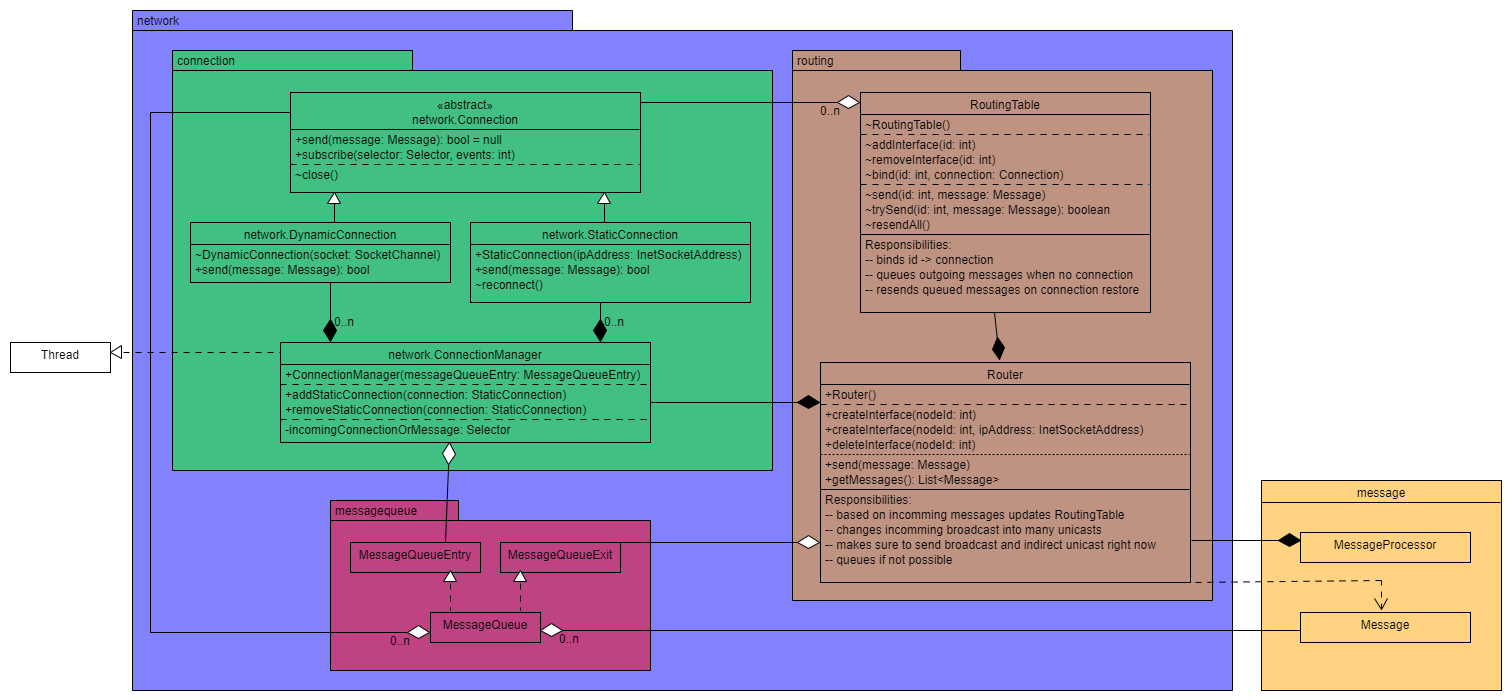 network
connection
«abstract»
network.Connection
+send(message: Message): bool = null
+subscribe(selector: Selector, events: int)
~close()
network.DynamicConnection
~DynamicConnection(socket: SocketChannel)
+send(message: Message): bool
network.StaticConnection
+StaticConnection(ipAddress: InetSocketAddress)
+send(message: Message): bool
~reconnect()
0..n
0..n
Thread
network.ConnectionManager
+ConnectionManager(messageQueueEntry: MessageQueueEntry)
+addStaticConnection(connection: StaticConnection)
+removeStaticConnection(connection: StaticConnection)
-incomingConnectionOrMessage: Selector
routing
0..n
RoutingTable
~RoutingTable()
~addInterface(id: int)
~removeInterface(id: int)
~bind(id: int, connection: Connection)
~send(id: int, message: Message)
~trySend(id: int, message: Message): boolean
~resendAll()
Responsibilities:
-- binds id -> connection
-- queues outgoing messages when no connection
-- resends queued messages on connection restore
Router
+Router()
+createInterface(nodeId: int)
+createInterface(nodeId: int, ipAddress: InetSocketAddress)
+deleteInterface(nodeId: int)
+send(message: Message)
+getMessages(): List<Message>
Responsibilities:
-- based on incomming messages updates RoutingTable
-- changes incomming broadcast into many unicasts
-- makes sure to send broadcast and indirect unicast right now
-- queues if not possible
messagequeue
MessageQueueEntry
MessageQueueExit
MessageQueue
0..n
0..n
message
MessageProcessor
Message